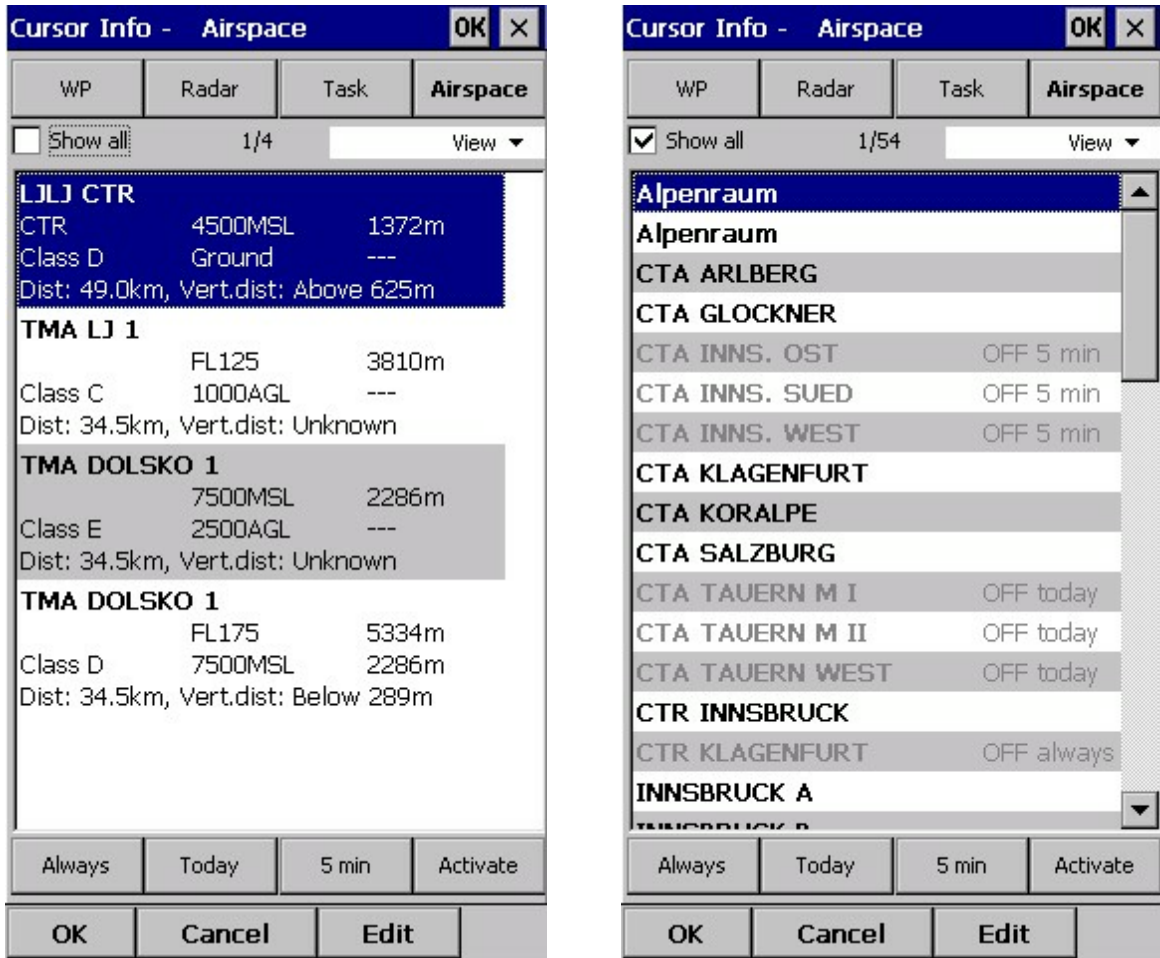 Cursor Info - Airspace OK ×
WP Radar Task Airspace
Show all 1/4 View
LJLJ CTR
CTR 4500MSL 1372m
Class D Ground ---
Dist: 49.0km, Vert.dist: Above 625m
TMA LJ 1
FL125 3810m
Class C 1000AGL ---
Dist: 34.5km, Vert.dist: Unknown
TMA DOLSKO 1
7500MSL 2286m
Class E 2500AGL ---
Dist: 34.5km, Vert.dist: Unknown
TMA DOLSKO 1
FL175 5334m
Class D 7500MSL 2286m
Dist: 34.5km, Vert.dist: Below 289m
Always Today 5 min Activate
OK Cancel Edit
Cursor Info - Airspace OK ×
WP Radar Task Airspace
Show all 1/54 View
Alpenraum
Alpenraum
CTA ARLBERG
CTA GLOCKNER
CTA INNS. OST OFF 5 min
CTA INNS. SUED OFF 5 min
CTA INNS. WEST OFF 5 min
CTA KLAGENFURT
CTA KORALPE
CTA SALZBURG
CTA TAUERN M I OFF today
CTA TAUERN M II OFF today
CTA TAUERN WEST OFF today
CTR INNSBRUCK
CTR KLAGENFURT OFF always
INNSBRUCK A
Always Today 5 min Activate
OK Cancel Edit